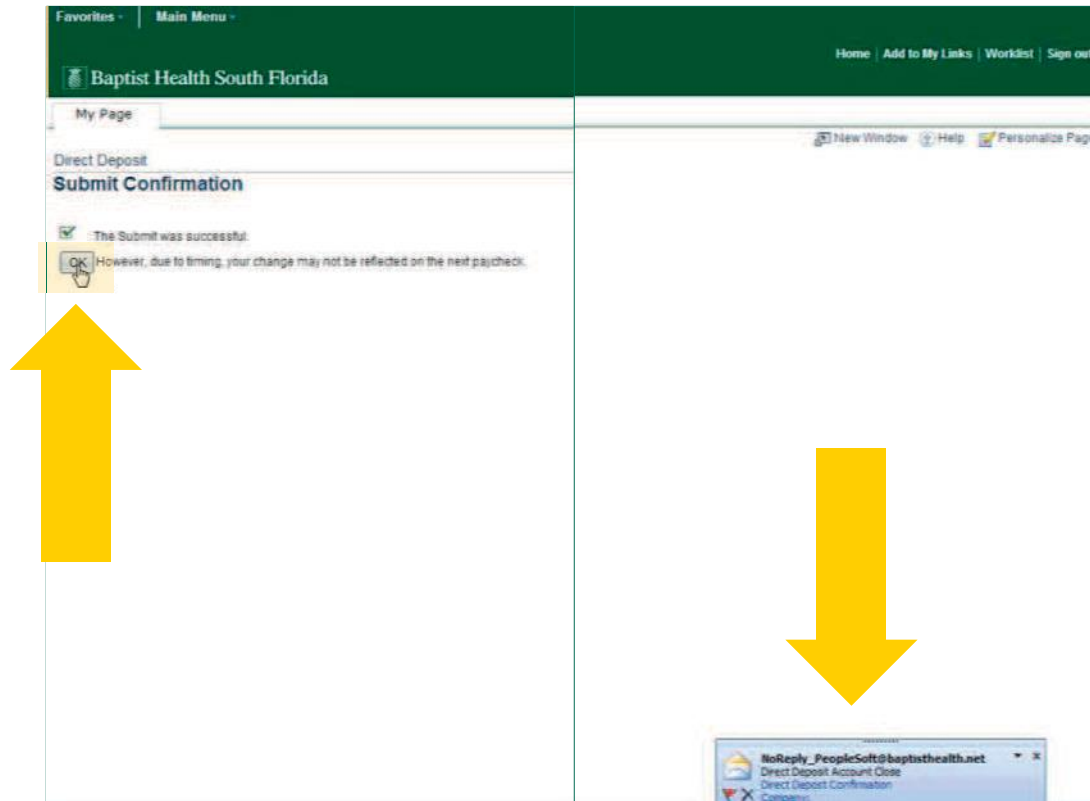 Favorites Main Menu
Home Add to My Links Worklist Sign out
Baptist Health South Florida
My Page
New Window Help Personalize Page
Direct Deposit
Submit Confirmation
The Submit was successful.
OK However, due to timing, your change may not be reflected on the next paycheck.
NoReply_PeopleSoft@baptisthealth.net
Direct Deposit Account Close
Direct Deposit Confirmation
Company: